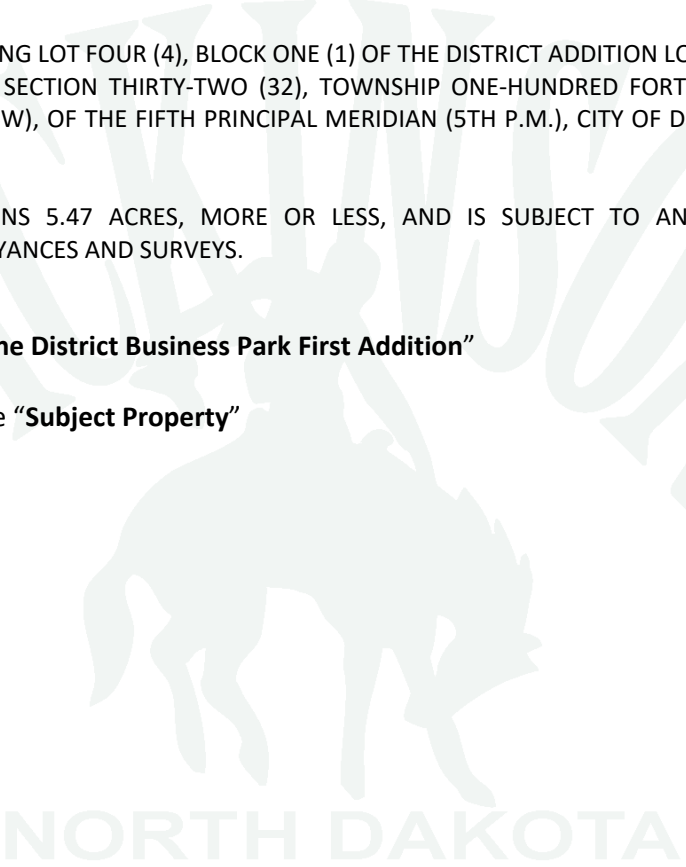 NG LOT FOUR (4), BLOCK ONE (1) OF THE DISTRICT ADDITION LO
SECTION THIRTY-TWO (32), TOWNSHIP ONE-HUNDRED FORT
W), OF THE FIFTH PRINCIPAL MERIDIAN (5TH P.M.), CITY OF D
NS 5.47 ACRES, MORE OR LESS, AND IS SUBJECT TO AN
YANCES AND SURVEYS.
he District Business Park First Addition”
e “Subject Property”
NORTH DAKOTA